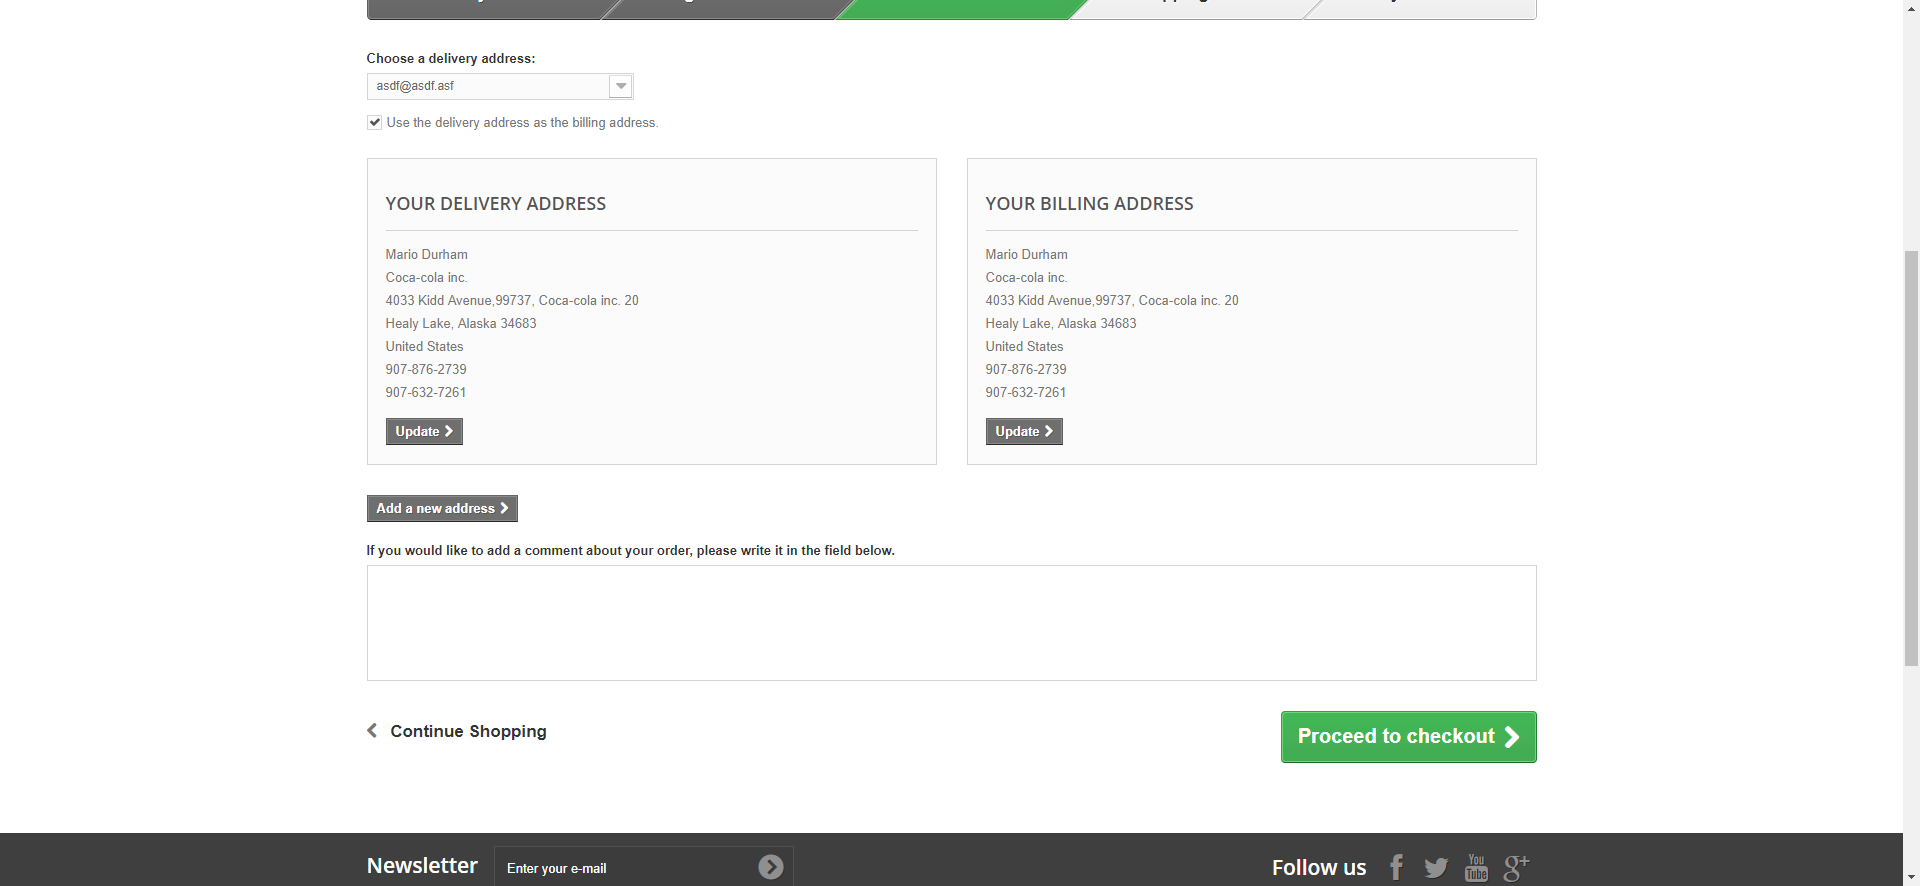 Choose a delivery address:
asdf@asdf.asf
Use the delivery address as the billing address.
YOUR DELIVERY ADDRESS
Mario Durham
Coca-cola inc.
4033 Kidd Avenue,99737, Coca-cola inc. 20
Healy Lake, Alaska 34683
United States
907-876-2739
907-632-7261
Update
YOUR BILLING ADDRESS
Mario Durham
Coca-cola inc.
4033 Kidd Avenue,99737, Coca-cola inc. 20
Healy Lake, Alaska 34683
United States
907-876-2739
907-632-7261
Update
Add a new address
If you would like to add a comment about your order, please write it in the field below.
Continue Shopping
Proceed to checkout
Newsletter
Enter your e-mail
Follow us
You
Tube
g+